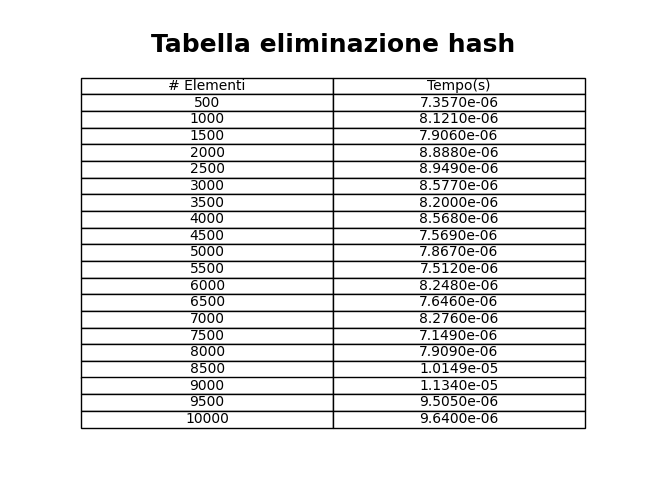 Tabella eliminazione hash
# Elementi Tempo(s)
500 7.3570e-06
1000 8.1210e-06
1500 7.9060e-06
2000 8.8880e-06
2500 8.9490e-06
3000 8.5770e-06
3500 8.2000e-06
4000 8.5680e-06
4500 7.5690e-06
5000 7.8670e-06
5500 7.5120e-06
6000 8.2480e-06
6500 7.6460e-06
7000 8.2760e-06
7500 7.1490e-06
8000 7.9090e-06
8500 1.0149e-05
9000 1.1340e-05
9500 9.5050e-06
10000 9.6400e-06